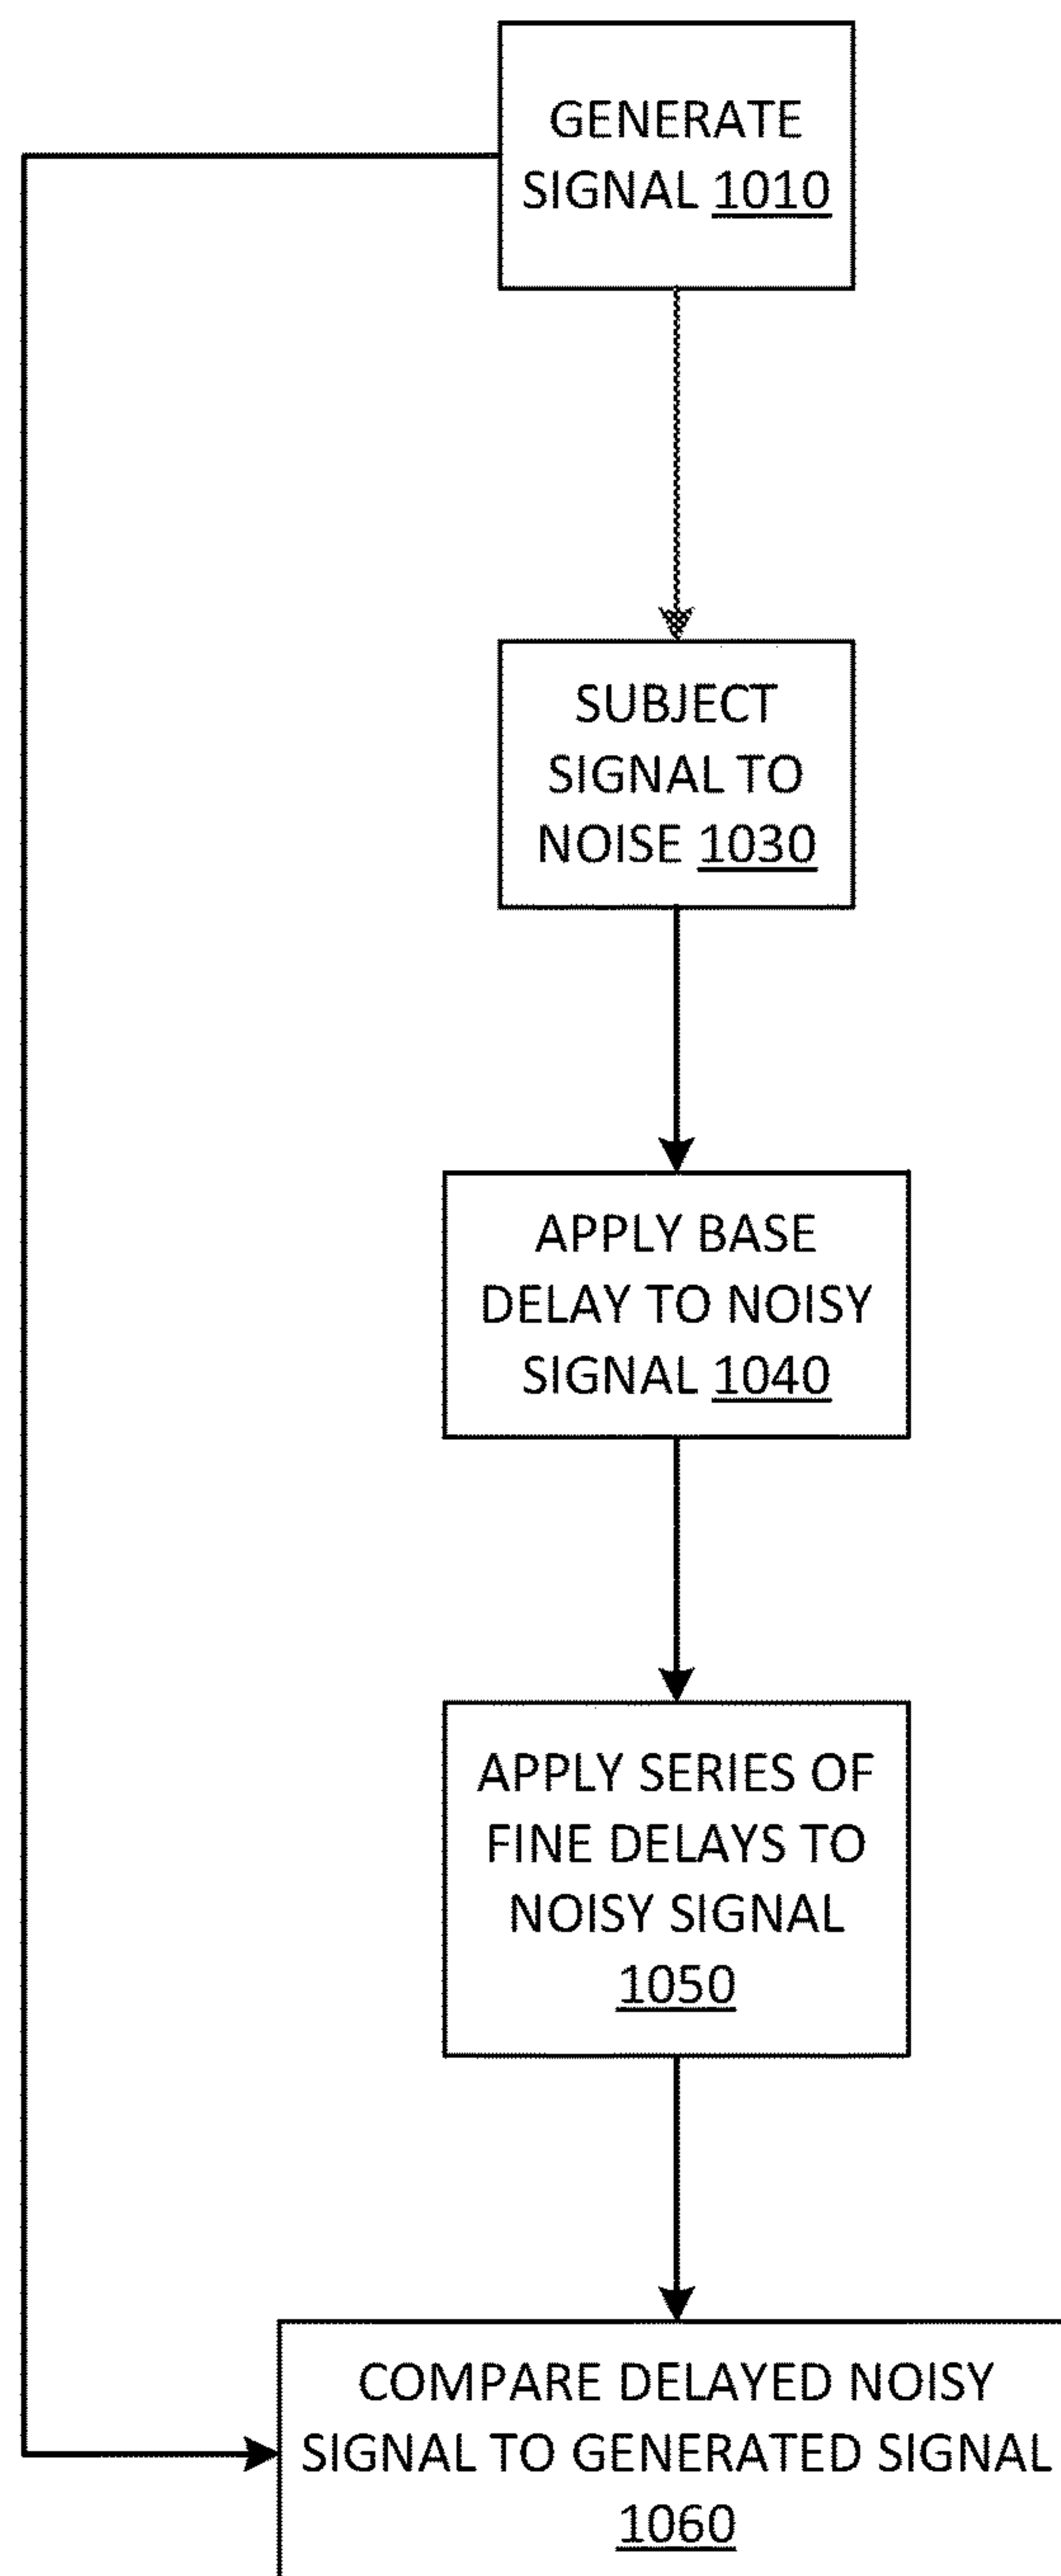 GENERATE
SIGNAL 1010
SUBJECT
SIGNAL TO
NOISE 1030
APPLY BASE
DELAY TO NOISY
SIGNAL 1040
APPLY SERIES OF
FINE DELAYS TO
NOISY SIGNAL
1050
COMPARE DELAYED NOISY
SIGNAL TO GENERATED SIGNAL
1060